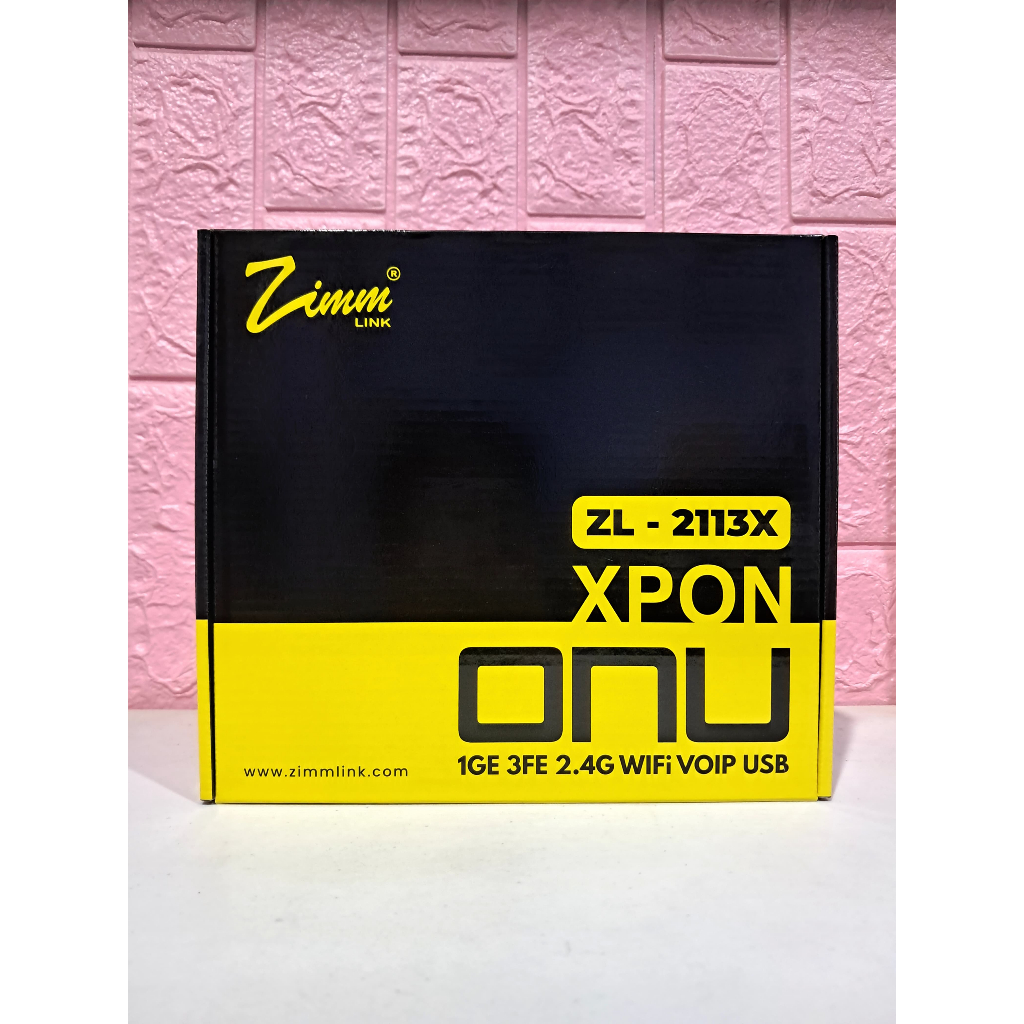 Zimm®
LINK
ZL - 2113X
XPON
ONU
1GE 3FE 2.4G WIFi VOIP USB
www.zimmlink.com